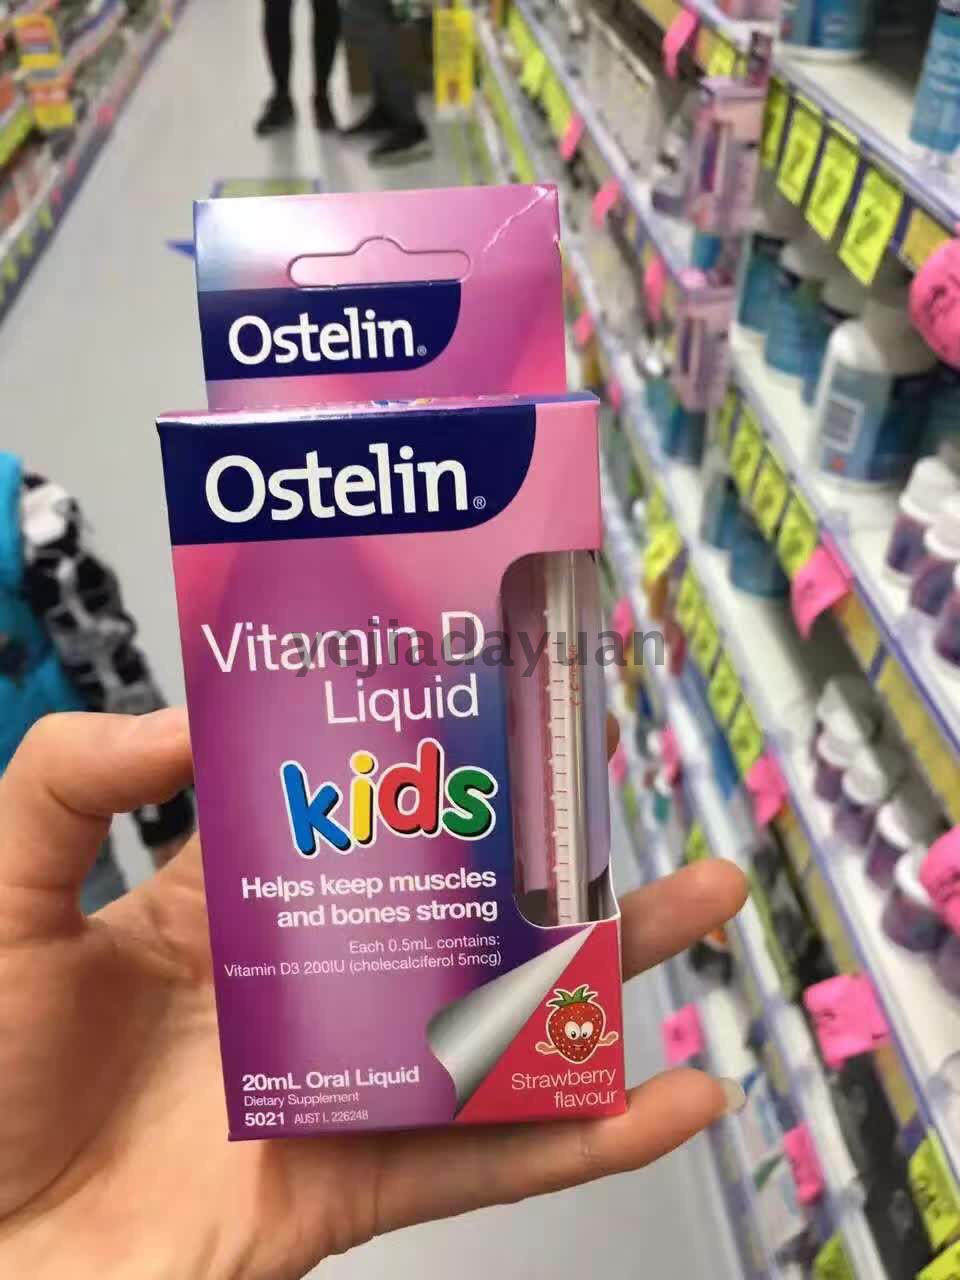 Ostelin®
Ostelin®
Vitamin D
yejiadayuan
Liquid
kids
Helps keep muscles
and bones strong
Each 0.5mL contains:
Vitamin D3 200IU (cholecalciferol 5mcg)
20mL Oral Liquid
Dietary Supplement
5021 AUST L 226248
Strawberry
flavour